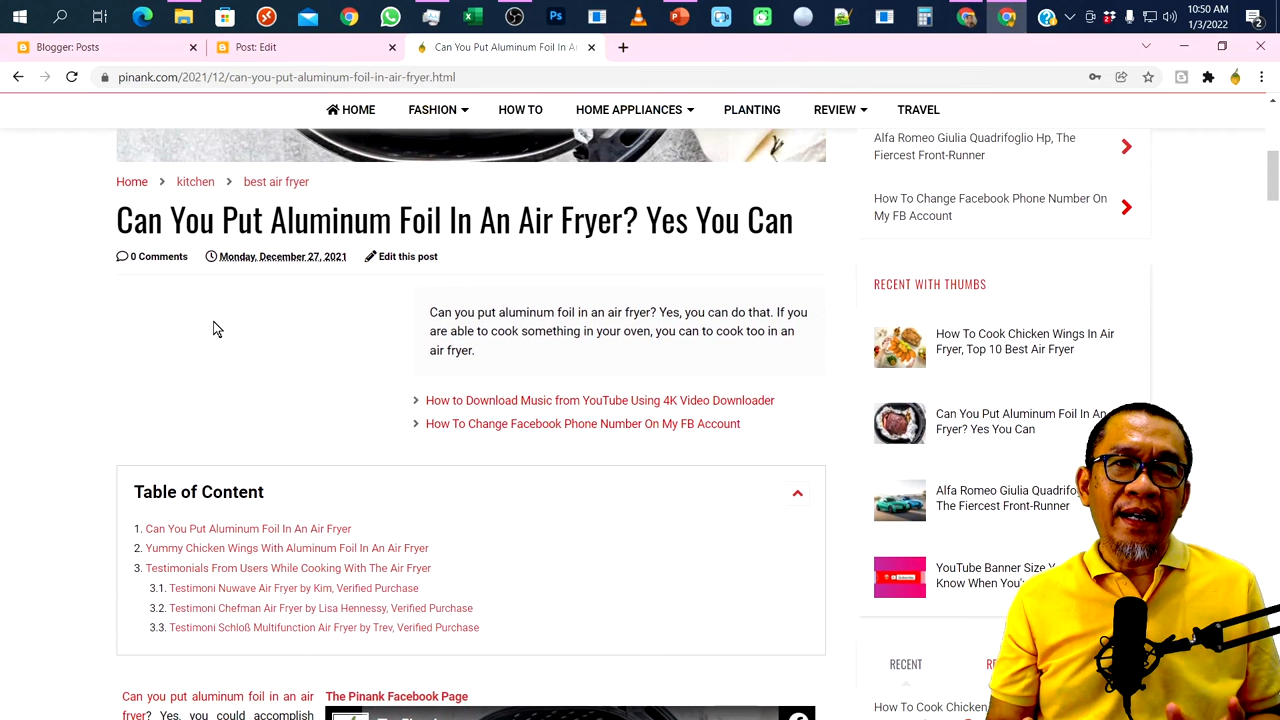 10:50 AM
1/3/2022
2
Blogger: Posts
Post: Edit
Can You Put Aluminum Foil In A
pinank.com/2021/12/can-you-put-aluminum-foil-in-air-fryer.html
HOME
FASHION
HOW TO
HOME APPLIANCES
PLANTING
REVIEW
TRAVEL
Home
kitchen
best air fryer
Can You Put Aluminum Foil In An Air Fryer? Yes You Can
0 Comments
Monday, December 27, 2021
Edit this post
Can you put aluminum foil in an air fryer? Yes, you can do that. If you
are able to cook something in your oven, you can to cook too in an
air fryer.
How to Download Music from YouTube Using 4K Video Downloader
How To Change Facebook Phone Number On My FB Account
Table of Content
1. Can You Put Aluminum Foil In An Air Fryer
2. Yummy Chicken Wings With Aluminum Foil In An Air Fryer
3. Testimonials From Users While Cooking With The Air Fryer
3.1. Testimoni Nuwave Air Fryer by Kim, Verified Purchase
3.2. Testimoni Chefman Air Fryer by Lisa Hennessy, Verified Purchase
3.3. Testimoni Schloß Multifunction Air Fryer by Trev, Verified Purchase
Can you put aluminum foil in an air
fryer? Yes, you could accomplish
The Pinank Facebook Page
Alfa Romeo Giulia Quadrifoglio Hp, The
Fiercest Front-Runner
How To Change Facebook Phone Number On
My FB Account
RECENT WITH THUMBS
How To Cook Chicken Wings In Air
Fryer, Top 10 Best Air Fryer
Can You Put Aluminum Foil In An
Fryer? Yes You Can
Alfa Romeo Giulia Quadrifo
The Fiercest Front-Runner
YouTube Banner Size Y
Know When You'
RECENT
RE
How To Cook Chicken